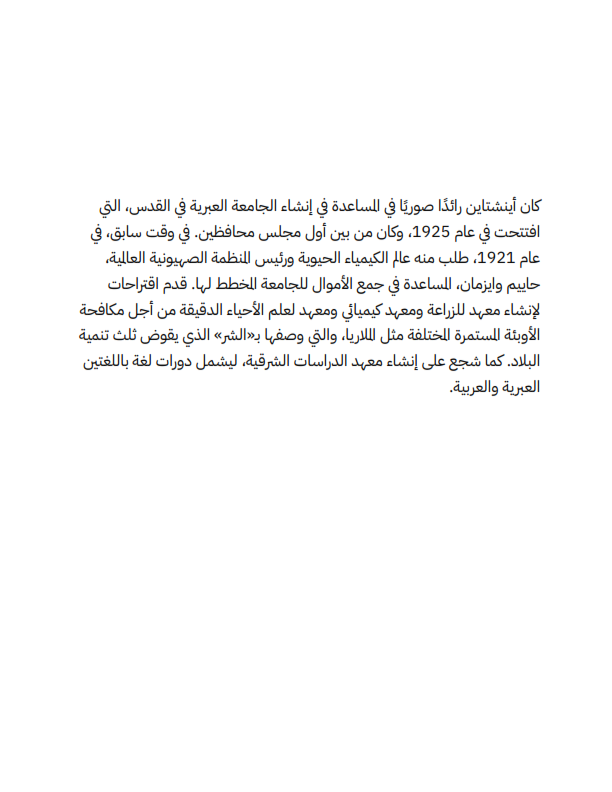 كان أينشتاين رائدًا صوريًا في المساعدة في إنشاء الجامعة العبرية في القدس، التي
افتتحت في عام 1925، وكان من بين أول مجلس محافظين. في وقت سابق، في
عام 1921، طلب منه عالم الكيمياء الحيوية ورئيس المنظمة الصهيونية العالمية،
حاييم وايزمان، المساعدة في جمع الأموال للجامعة المخطط لها. قدم اقتراحات
لإنشاء معهد للزراعة ومعهد كيميائي ومعهد لعلم الأحياء الدقيقة من أجل مكافحة
الأوبئة المستمرة المختلفة مثل الملاريا، والتي وصفها بـ«الشر» الذي يقوض ثلث تنمية
البلاد. كما شجع على إنشاء معهد الدراسات الشرقية، ليشمل دورات لغة باللغتين
العبرية والعربية.